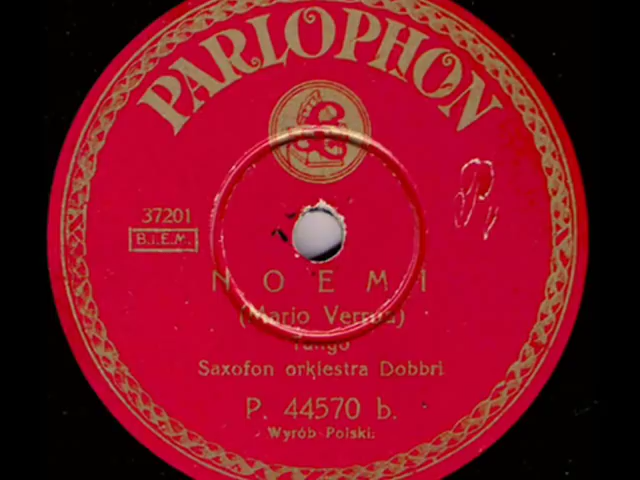 PARLOPHON
37201
B.I.E.M.
NOEMI
(Mario
Tango
Saxofon orkiestra Dobbri
P. 44570 b.
Wyrób Polski.